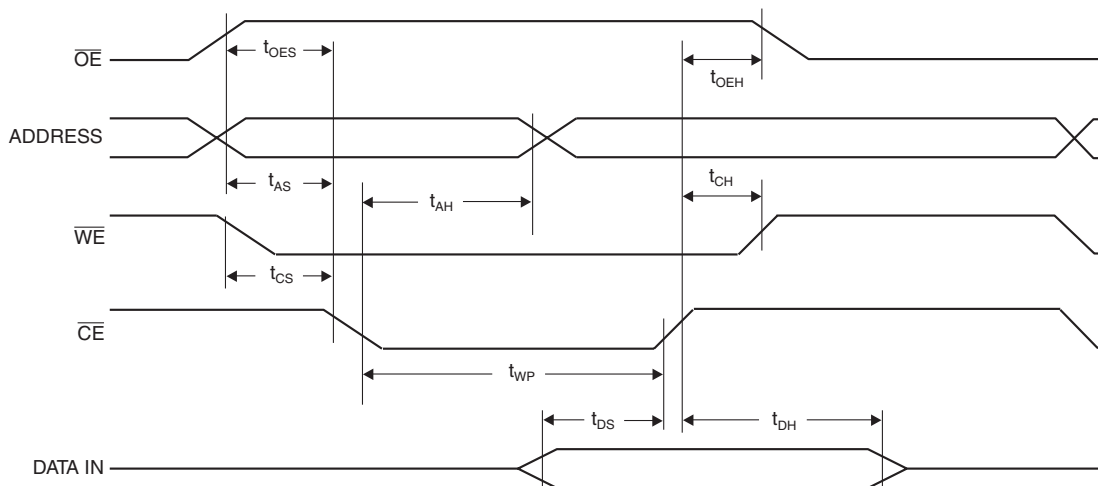 OE
tOES
tOEH
ADDRESS
tAS
tAH
tCH
WE
tCS
CE
tWP
tDS
tDH
DATA IN